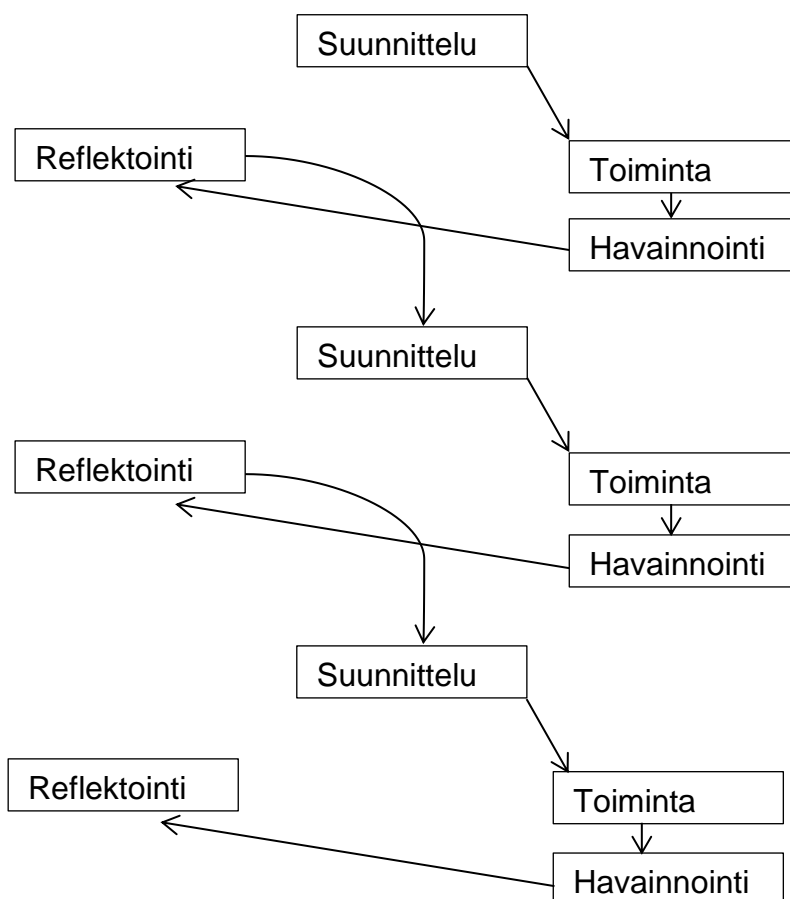 Suunnittelu
Reflektointi
Toiminta
Havainnointi
Suunnittelu
Reflektointi
Toiminta
Havainnointi
Suunnittelu
Reflektointi
Toiminta
Havainnointi